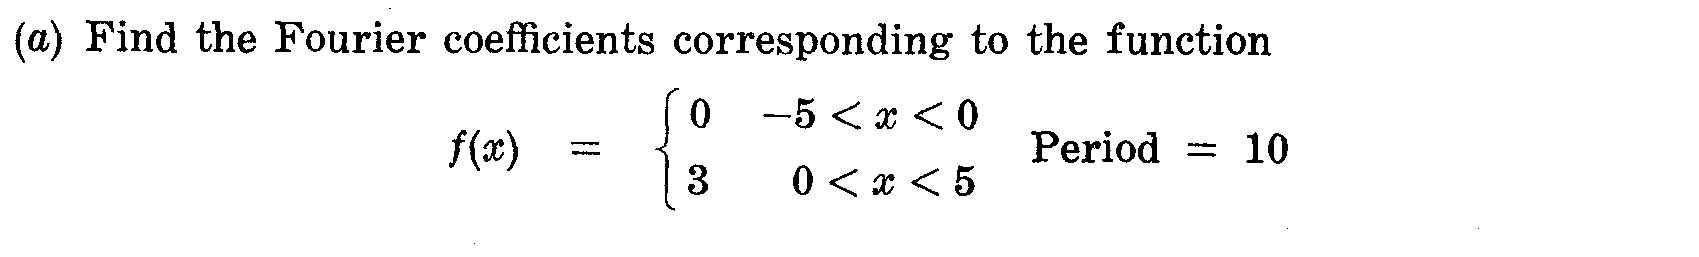 (a) Find the Fourier coefficients corresponding to the function
f(x) = { 0 −5 < x < 0
3 0 < x < 5 Period = 10